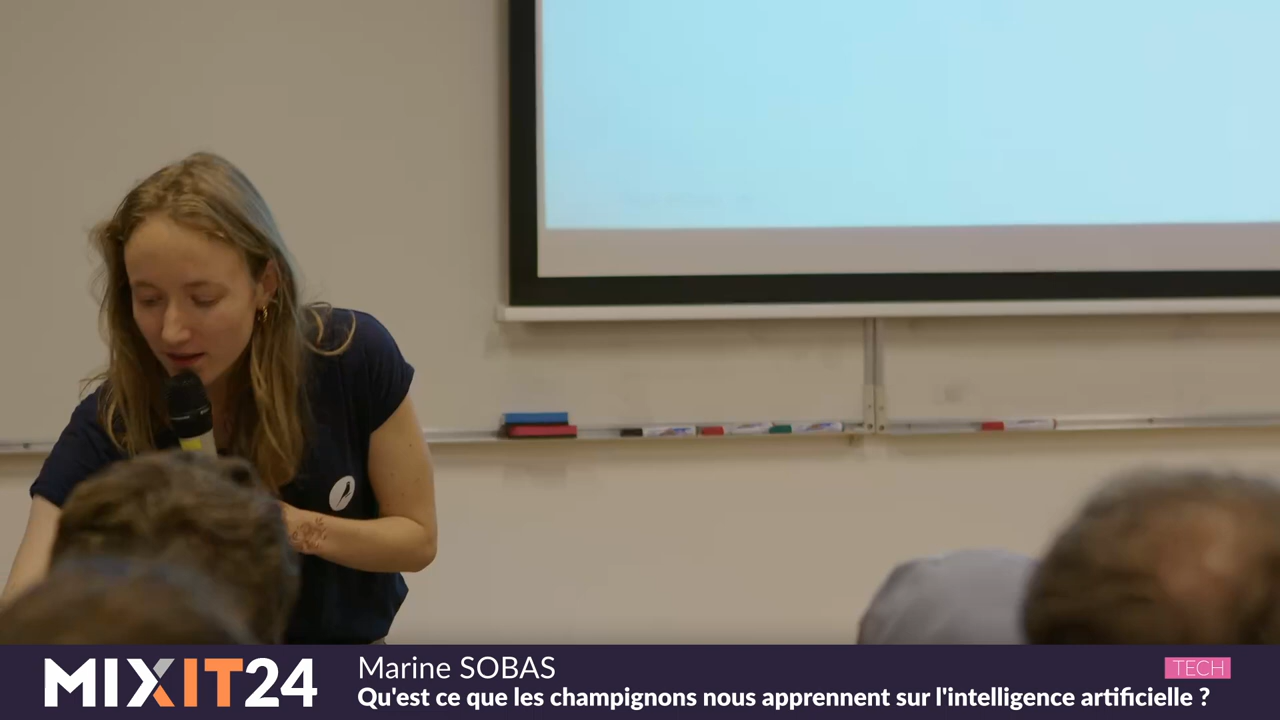 MIXIT24
Marine SOBAS
TECH
Qu'est ce que les champignons nous apprennent sur l'intelligence artificielle ?